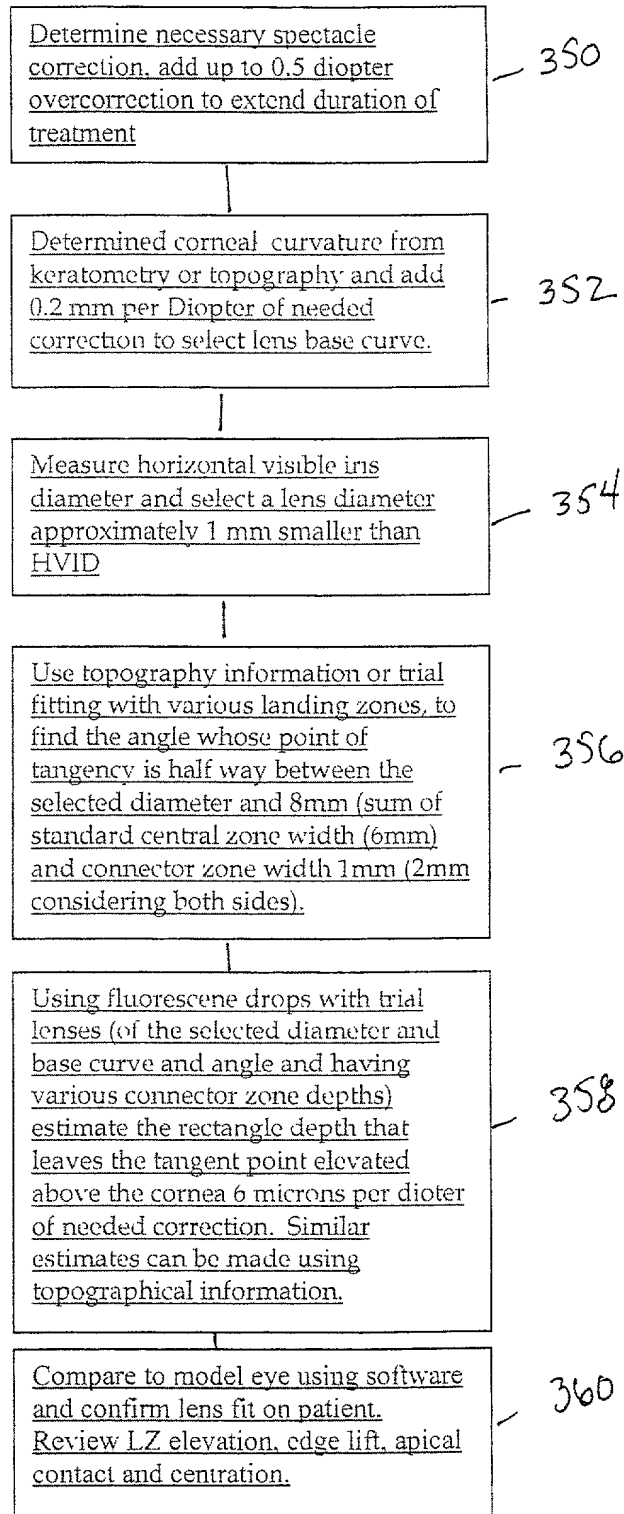 Determine necessary spectacle
correction, add up to 0.5 diopter
overcorrection to extend duration of
treatment
350
Determined corneal curvature from
keratometry or topography and add
0.2 mm per Diopter of needed
correction to select lens base curve.
352
Measure horizontal visible iris
diameter and select a lens diameter
approximately 1 mm smaller than
HVID
354
Use topography information or trial
fitting with various landing zones, to
find the angle whose point of
tangency is half way between the
selected diameter and 8mm (sum of
standard central zone width (6mm)
and connector zone width 1mm (2mm
considering both sides).
356
Using fluorescene drops with trial
lenses (of the selected diameter and
base curve and angle and having
various connector zone depths)
estimate the rectangle depth that
leaves the tangent point elevated
above the cornea 6 microns per dioter
of needed correction. Similar
estimates can be made using
topographical information.
358
Compare to model eye using software
and confirm lens fit on patient.
Review LZ elevation, edge lift, apical
contact and centration.
360